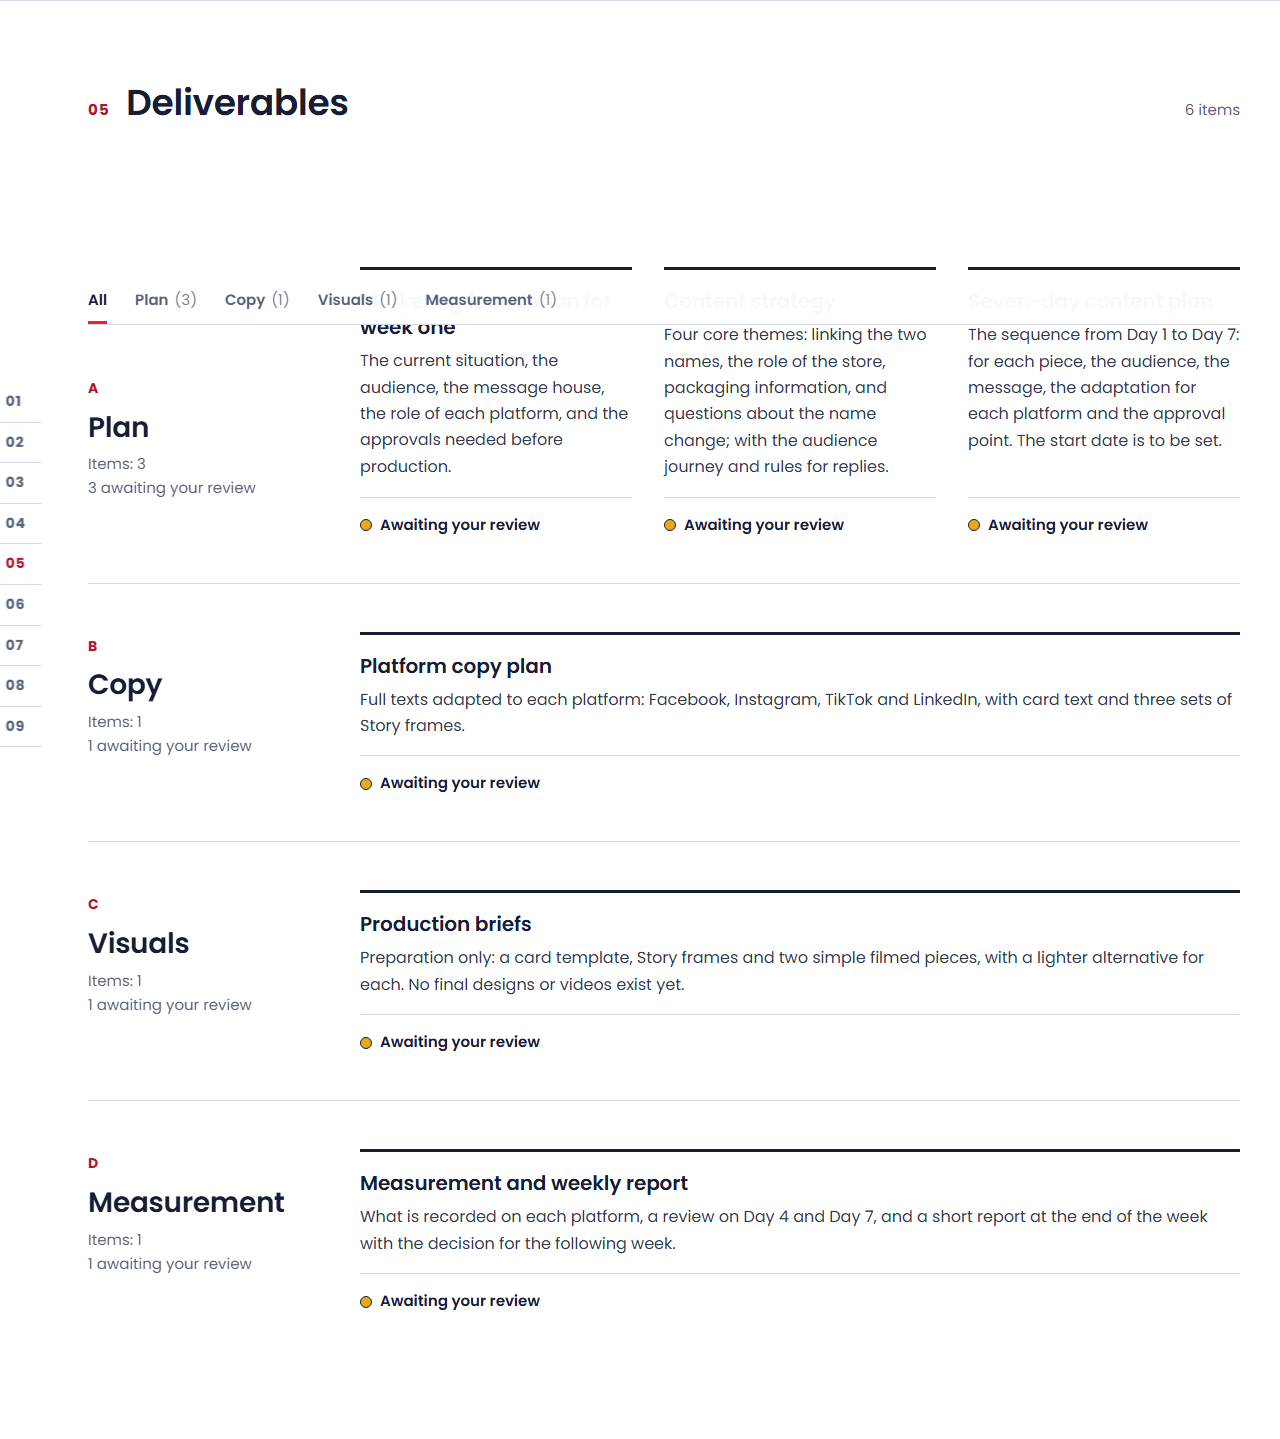 05 Deliverables
6 items
All Plan (3) Copy (1) Visuals (1) Measurement (1)
01
02
03
04
05
06
07
08
09
A
Plan
Items: 3
3 awaiting your review
for
week one
The current situation, the
audience, the message house,
the role of each platform, and the
approvals needed before
production.
Awaiting your review
Content strategy
Four core themes: linking the two
names, the role of the store,
packaging information, and
questions about the name
change; with the audience
journey and rules for replies.
Awaiting your review
Seven-day content plan
The sequence from Day 1 to Day 7:
for each piece, the audience, the
message, the adaptation for
each platform and the approval
point. The start date is to be set.
Awaiting your review
B
Copy
Items: 1
1 awaiting your review
Platform copy plan
Full texts adapted to each platform: Facebook, Instagram, TikTok and LinkedIn, with card text and three sets of
Story frames.
Awaiting your review
C
Visuals
Items: 1
1 awaiting your review
Production briefs
Preparation only: a card template, Story frames and two simple filmed pieces, with a lighter alternative for
each. No final designs or videos exist yet.
Awaiting your review
D
Measurement
Items: 1
1 awaiting your review
Measurement and weekly report
What is recorded on each platform, a review on Day 4 and Day 7, and a short report at the end of the week
with the decision for the following week.
Awaiting your review